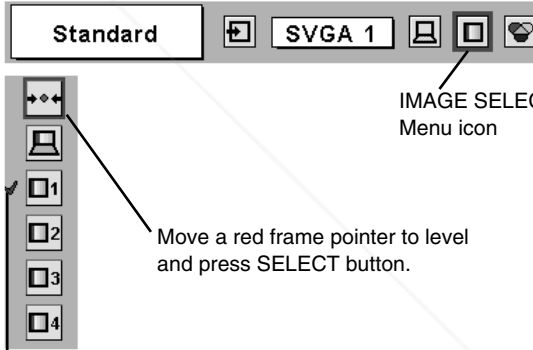 Standard
SVGA 1
IMAGE SELEC
Menu icon
1
Move a red frame pointer to level
and press SELECT button.
2
3
4